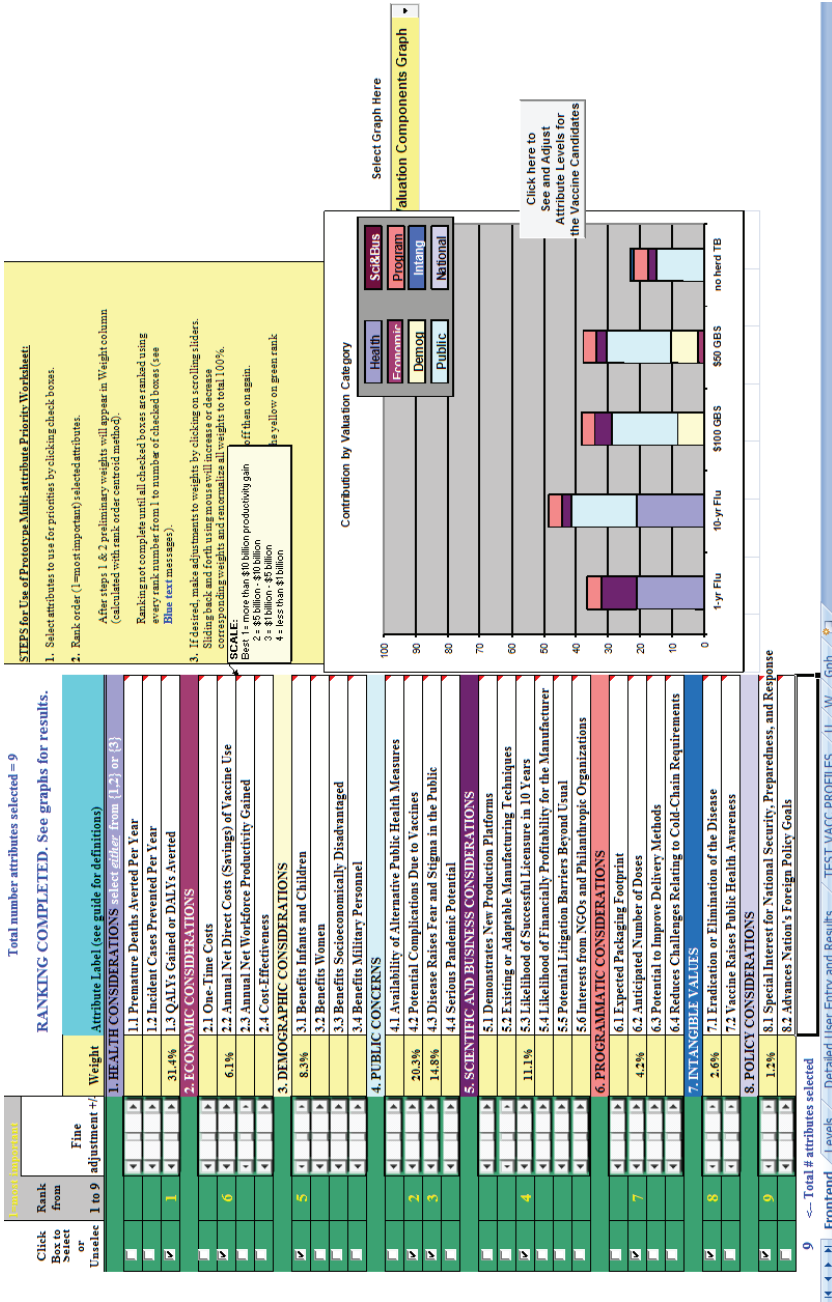 Total number attributes selected = 9
RANKING COMPLETED. See graphs for results.
1=most important
Click Box to Select or Unselec
Rank from 1 to 9
Fine adjustment +/-
Weight
Attribute Label (see guide for definitions)
1. HEALTH CONSIDERATIONS select either from {1,2} or {3}
1.1 Premature Deaths Averted Per Year
1.2 Incident Cases Prevented Per Year
1 31.4% 1.3 QALYs Gained or DALYs Averted
2. ECONOMIC CONSIDERATIONS
2.1 One-Time Costs
6 6.1% 2.2 Annual Net Direct Costs (Savings) of Vaccine Use
2.3 Annual Net Workforce Productivity Gained
2.4 Cost-Effectiveness
3. DEMOGRAPHIC CONSIDERATIONS
5 8.3% 3.1 Benefits Infants and Children
3.2 Benefits Women
3.3 Benefits Socioeconomically Disadvantaged
3.4 Benefits Military Personnel
4. PUBLIC CONCERNS
4.1 Availability of Alternative Public Health Measures
2 20.3% 4.2 Potential Complications Due to Vaccines
3 14.8% 4.3 Disease Raises Fear and Stigma in the Public
4.4 Serious Pandemic Potential
5. SCIENTIFIC AND BUSINESS CONSIDERATIONS
5.1 Demonstrates New Production Platforms
5.2 Existing or Adaptable Manufacturing Techniques
4 11.1% 5.3 Likelihood of Successful Licensure in 10 Years
5.4 Likelihood of Financially Profitability for the Manufacturer
5.5 Potential Litigation Barriers Beyond Usual
5.6 Interests from NGOs and Philanthropic Organizations
6. PROGRAMMATIC CONSIDERATIONS
6.1 Expected Packaging Footprint
7 4.2% 6.2 Anticipated Number of Doses
6.3 Potential to Improve Delivery Methods
6.4 Reduces Challenges Relating to Cold-Chain Requirements
7. INTANGIBLE VALUES
8 2.6% 7.1 Eradication or Elimination of the Disease
7.2 Vaccine Raises Public Health Awareness
8. POLICY CONSIDERATIONS
9 1.2% 8.1 Special Interest for National Security, Preparedness, and Response
8.2 Advances Nation's Foreign Policy Goals
9 <-- Total # attributes selected
Frontend Levels Detailed User Entry and Results TEST VACC PROFILES U W Gph
STEPS for Use of Prototype Multi-attribute Priority Worksheet:
1. Select attributes to use for priorities by clicking check boxes.
2. Rank order (1=most important) selected attributes.
After steps 1 & 2 preliminary weights will appear in Weight column
(calculated with rank order centroid method).
Ranking not complete until all checked boxes are ranked using
every rank number from 1 to number of checked boxes (see
Blue text messages).
3. If desired, make adjustments to weights by clicking on scrolling sliders.
Sliding back and forth using mouse will increase or decrease
corresponding weights and renormalize all weights to total 100%.
off then on again.
he yellow on green rank
SCALE:
Best 1 = more than $10 billion productivity gain
2 = $5 billion - $10 billion
3 = $1 billion - $5 billion
4 = less than $1 billion
Select Graph Here
Valuation Components Graph
Click here to
See and Adjust
Attribute Levels for
the Vaccine Candidates
Contribution by Valuation Category
Health Sci&Bus
Economic Program
Demog Intang
Public National
100
90
80
70
60
50
40
30
20
10
0
1-yr Flu 10-yr Flu $100 GBS $50 GBS no herd TB